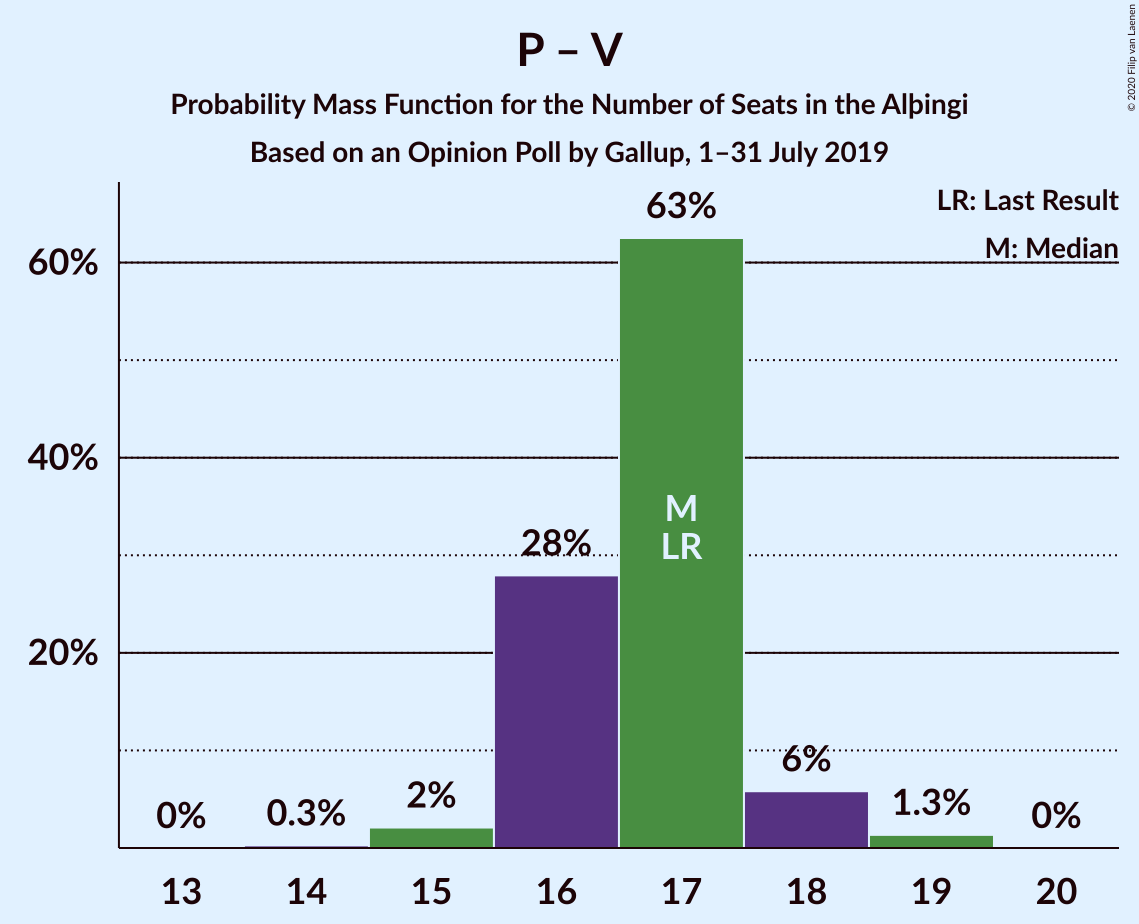 P – V
Probability Mass Function for the Number of Seats in the Alþingi
Based on an Opinion Poll by Gallup, 1–31 July 2019
© 2020 Filip van Laenen
LR: Last Result
M: Median
60%
40%
20%
0%
0.3%
2%
28%
63%
M
LR
6%
1.3%
0%
13
14
15
16
17
18
19
20